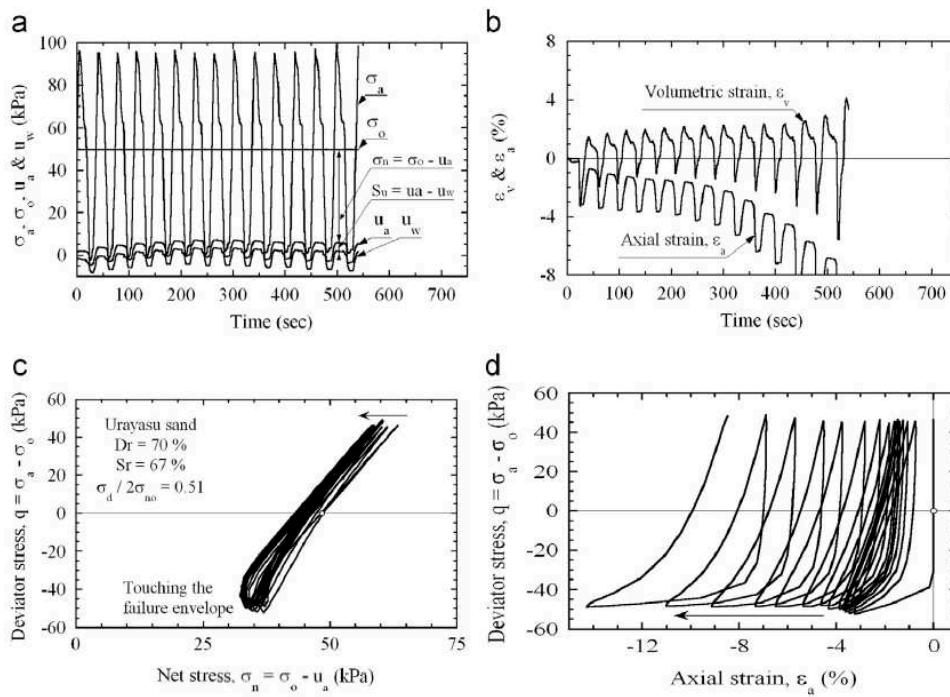 a
σa, σo, ua & uw (kPa)
100
80
60
40
20
0
σa
σo
σn = σo - ua
Su = ua - uw
ua uw
0 100 200 300 400 500 600 700
Time (sec)
b
εv & εa (%)
8
4
0
-4
-8
Volumetric strain, εv
Axial strain, εa
0 100 200 300 400 500 600 700
Time (sec)
c
Deviator stress, q = σa - σo (kPa)
60
40
20
0
-20
-40
-60
Urayasu sand
Dr = 70 %
Sr = 67 %
σd / 2σno = 0.51
Touching the
failure envelope
0 25 50 75
Net stress, σn = σo - ua (kPa)
d
Deviator stress, q = σa - σo (kPa)
60
40
20
0
-20
-40
-60
-12 -8 -4 0
Axial strain, εa (%)